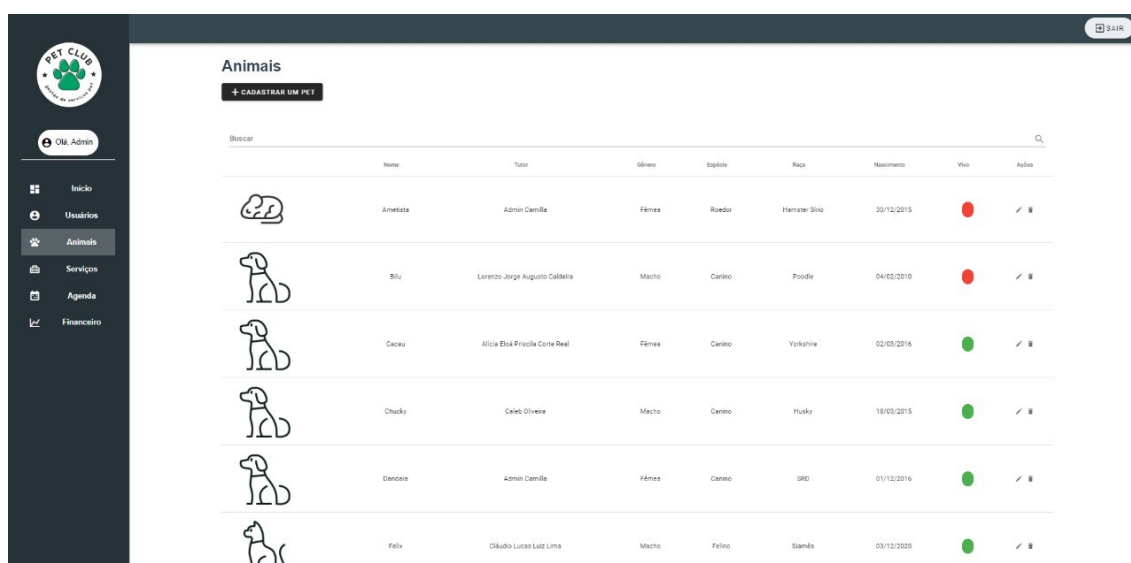 SAIR
PET CLUB
gestão de serviços pet
Olá, Admin
Início
Usuários
Animais
Serviços
Agenda
Financeiro
Animais
+ CADASTRAR UM PET
Buscar
Nome Tutor Gênero Espécie Raça Nascimento Vivo Ações
Ametista Admin Camilla Fêmea Roedor Hamster Sírio 30/12/2015
Bilu Lorenzo Jorge Augusto Caldeira Macho Canino Poodle 04/02/2010
Cacau Alícia Eloá Priscila Corte Real Fêmea Canino Yorkshire 02/03/2016
Chucky Caleb Oliveira Macho Canino Husky 18/03/2015
Dandara Admin Camilla Fêmea Canino SRD 01/12/2016
Felix Cláudio Lucas Luiz Lima Macho Felino Siamês 03/12/2020